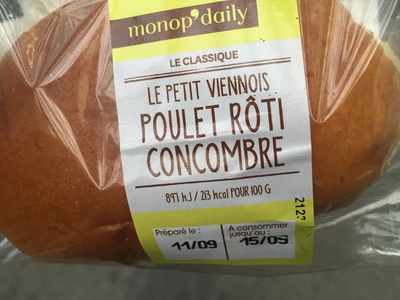 monop'daily
LE CLASSIQUE
LE PETIT VIENNOIS
POULET RÔTI
CONCOMBRE
897 kJ / 213 kcal POUR 100 G
Préparé le :
11/09
A consommer
jusqu'au :
15/09